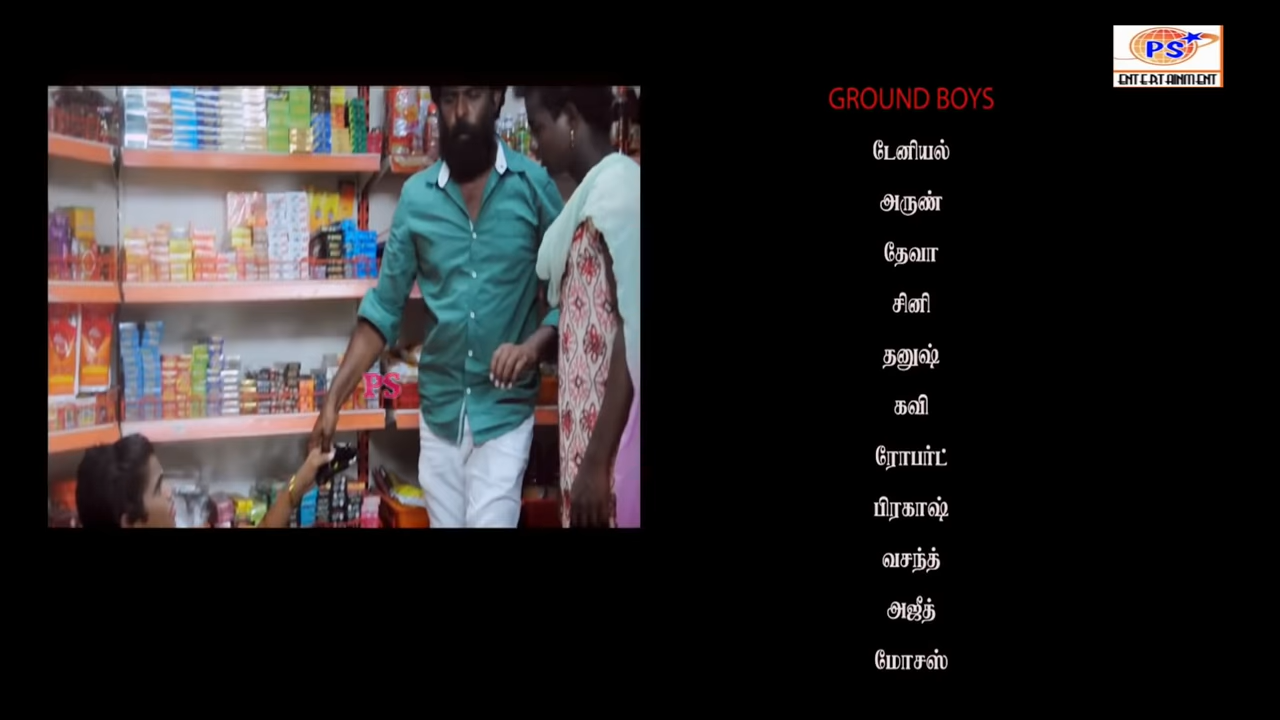 PS
ENTERTAINMENT
GROUND BOYS
டேனியல்
அருண்
தேவா
சினி
தனுஷ்
கவி
ரோபர்ட்
பிரகாஷ்
வசந்த்
அஜீத்
மோசஸ்
PS